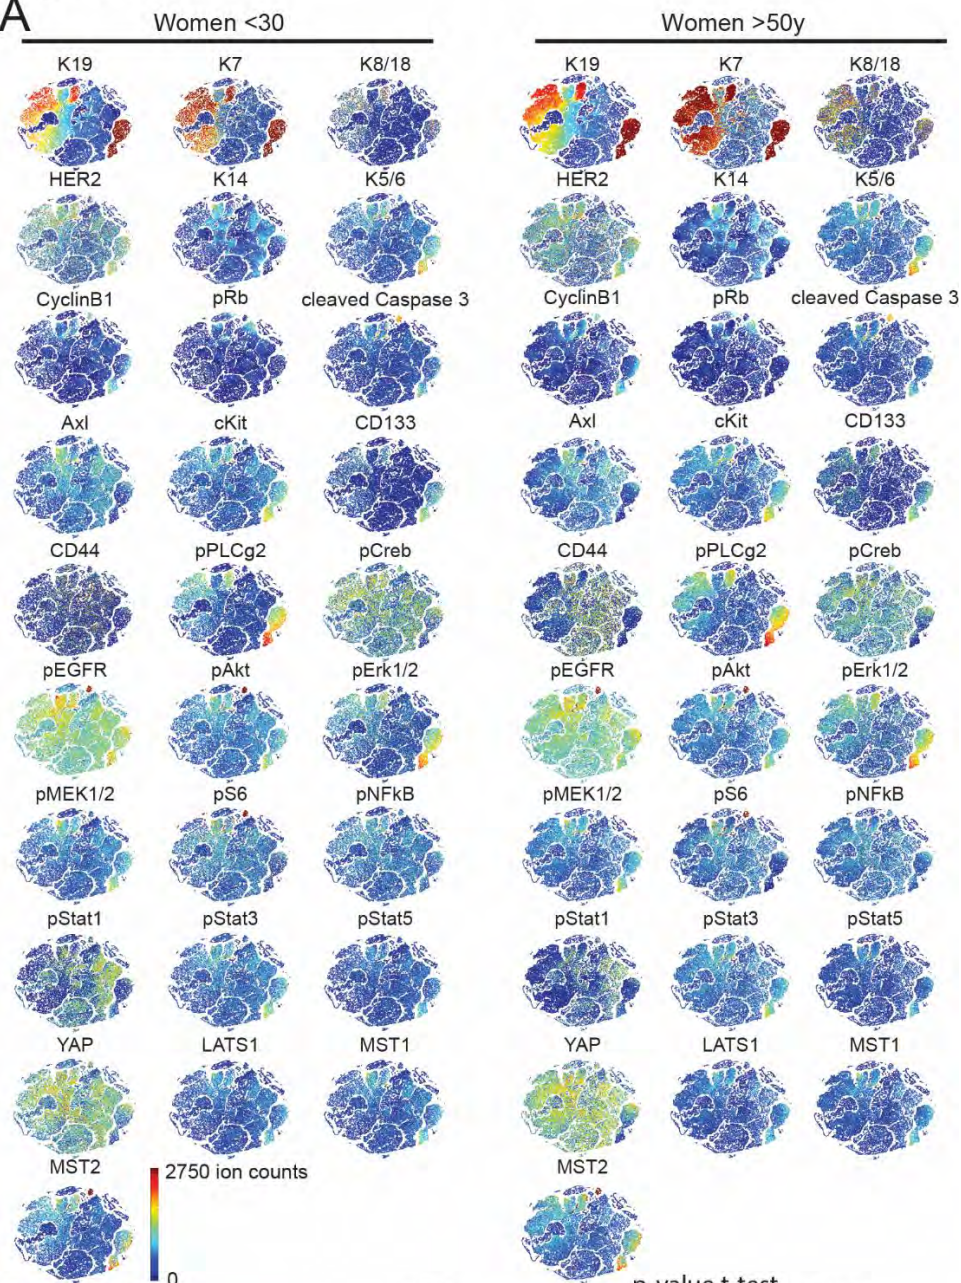 A
Women <30 Women >50y
K19 K7 K8/18 K19 K7 K8/18
HER2 K14 K5/6 HER2 K14 K5/6
CyclinB1 pRb cleaved Caspase 3 CyclinB1 pRb cleaved Caspase 3
Axl cKit CD133 Axl cKit CD133
CD44 pPLCg2 pCreb CD44 pPLCg2 pCreb
pEGFR pAkt pErk1/2 pEGFR pAkt pErk1/2
pMEK1/2 pS6 pNFkB pMEK1/2 pS6 pNFkB
pStat1 pStat3 pStat5 pStat1 pStat3 pStat5
YAP LATS1 MST1 YAP LATS1 MST1
MST2 MST2
2750 ion counts
0
p-value t-test